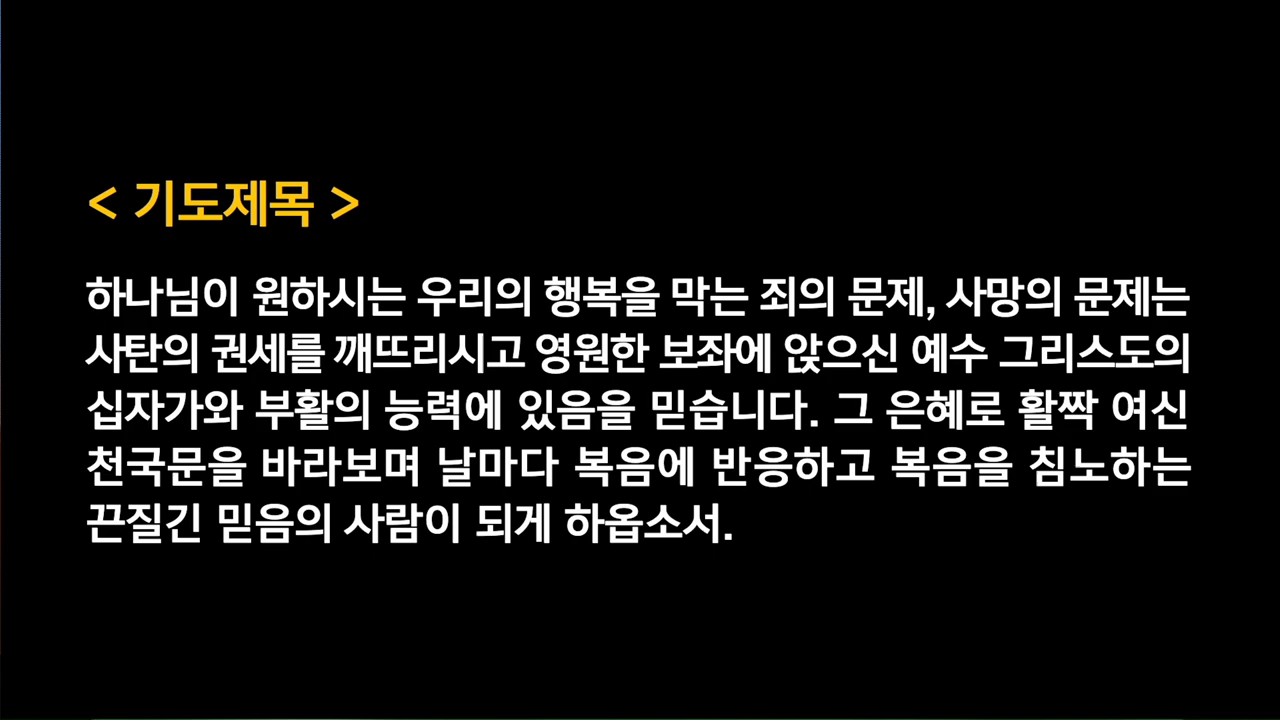 < 기도제목 >
하나님이 원하시는 우리의 행복을 막는 죄의 문제, 사망의 문제는
사탄의 권세를 깨뜨리시고 영원한 보좌에 앉으신 예수 그리스도의
십자가와 부활의 능력에 있음을 믿습니다. 그 은혜로 활짝 여신
천국문을 바라보며 날마다 복음에 반응하고 복음을 침노하는
끈질긴 믿음의 사람이 되게 하옵소서.